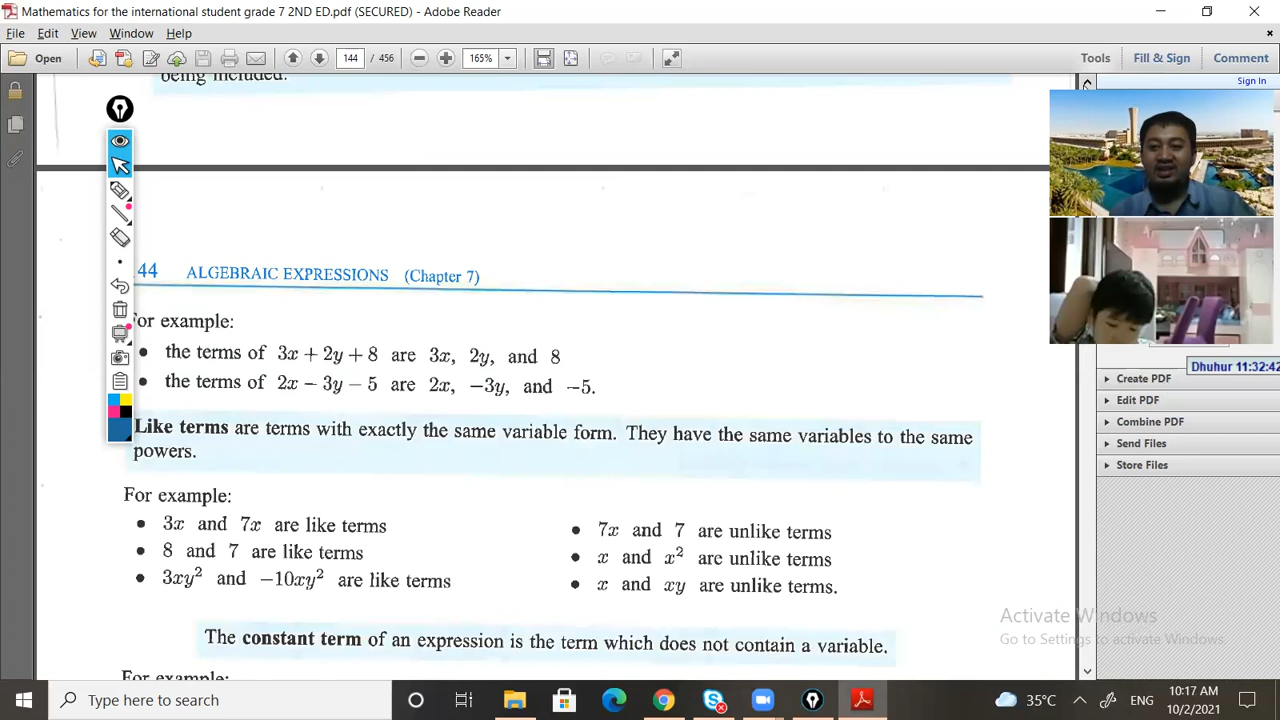 Mathematics for the international student grade 7 2ND ED.pdf (SECURED) - Adobe Reader
File Edit View Window Help
Open 144 / 456 165% Tools Fill & Sign Comment
Sign In
being included.
44 ALGEBRAIC EXPRESSIONS (Chapter 7)
For example:
• the terms of 3x + 2y + 8 are 3x, 2y, and 8
• the terms of 2x − 3y − 5 are 2x, −3y, and −5.
Like terms are terms with exactly the same variable form. They have the same variables to the same
powers.
For example:
• 3x and 7x are like terms
• 8 and 7 are like terms
• 3xy² and −10xy² are like terms
• 7x and 7 are unlike terms
• x and x² are unlike terms
• x and xy are unlike terms.
The constant term of an expression is the term which does not contain a variable.
For example:
Dhuhur 11:32:42
Create PDF
Edit PDF
Combine PDF
Send Files
Store Files
Activate Windows
Go to Settings to activate Windows.
Type here to search
35°C ENG 10:17 AM
10/2/2021